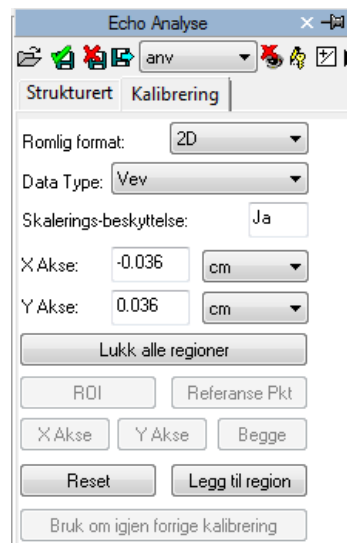 Echo Analyse
anv
Strukturert Kalibrering
Romlig format: 2D
Data Type: Vev
Skalerings-beskyttelse: Ja
X Akse: -0.036 cm
Y Akse: 0.036 cm
Lukk alle regioner
ROI Referanse Pkt
X Akse Y Akse Begge
Reset Legg til region
Bruk om igjen forrige kalibrering